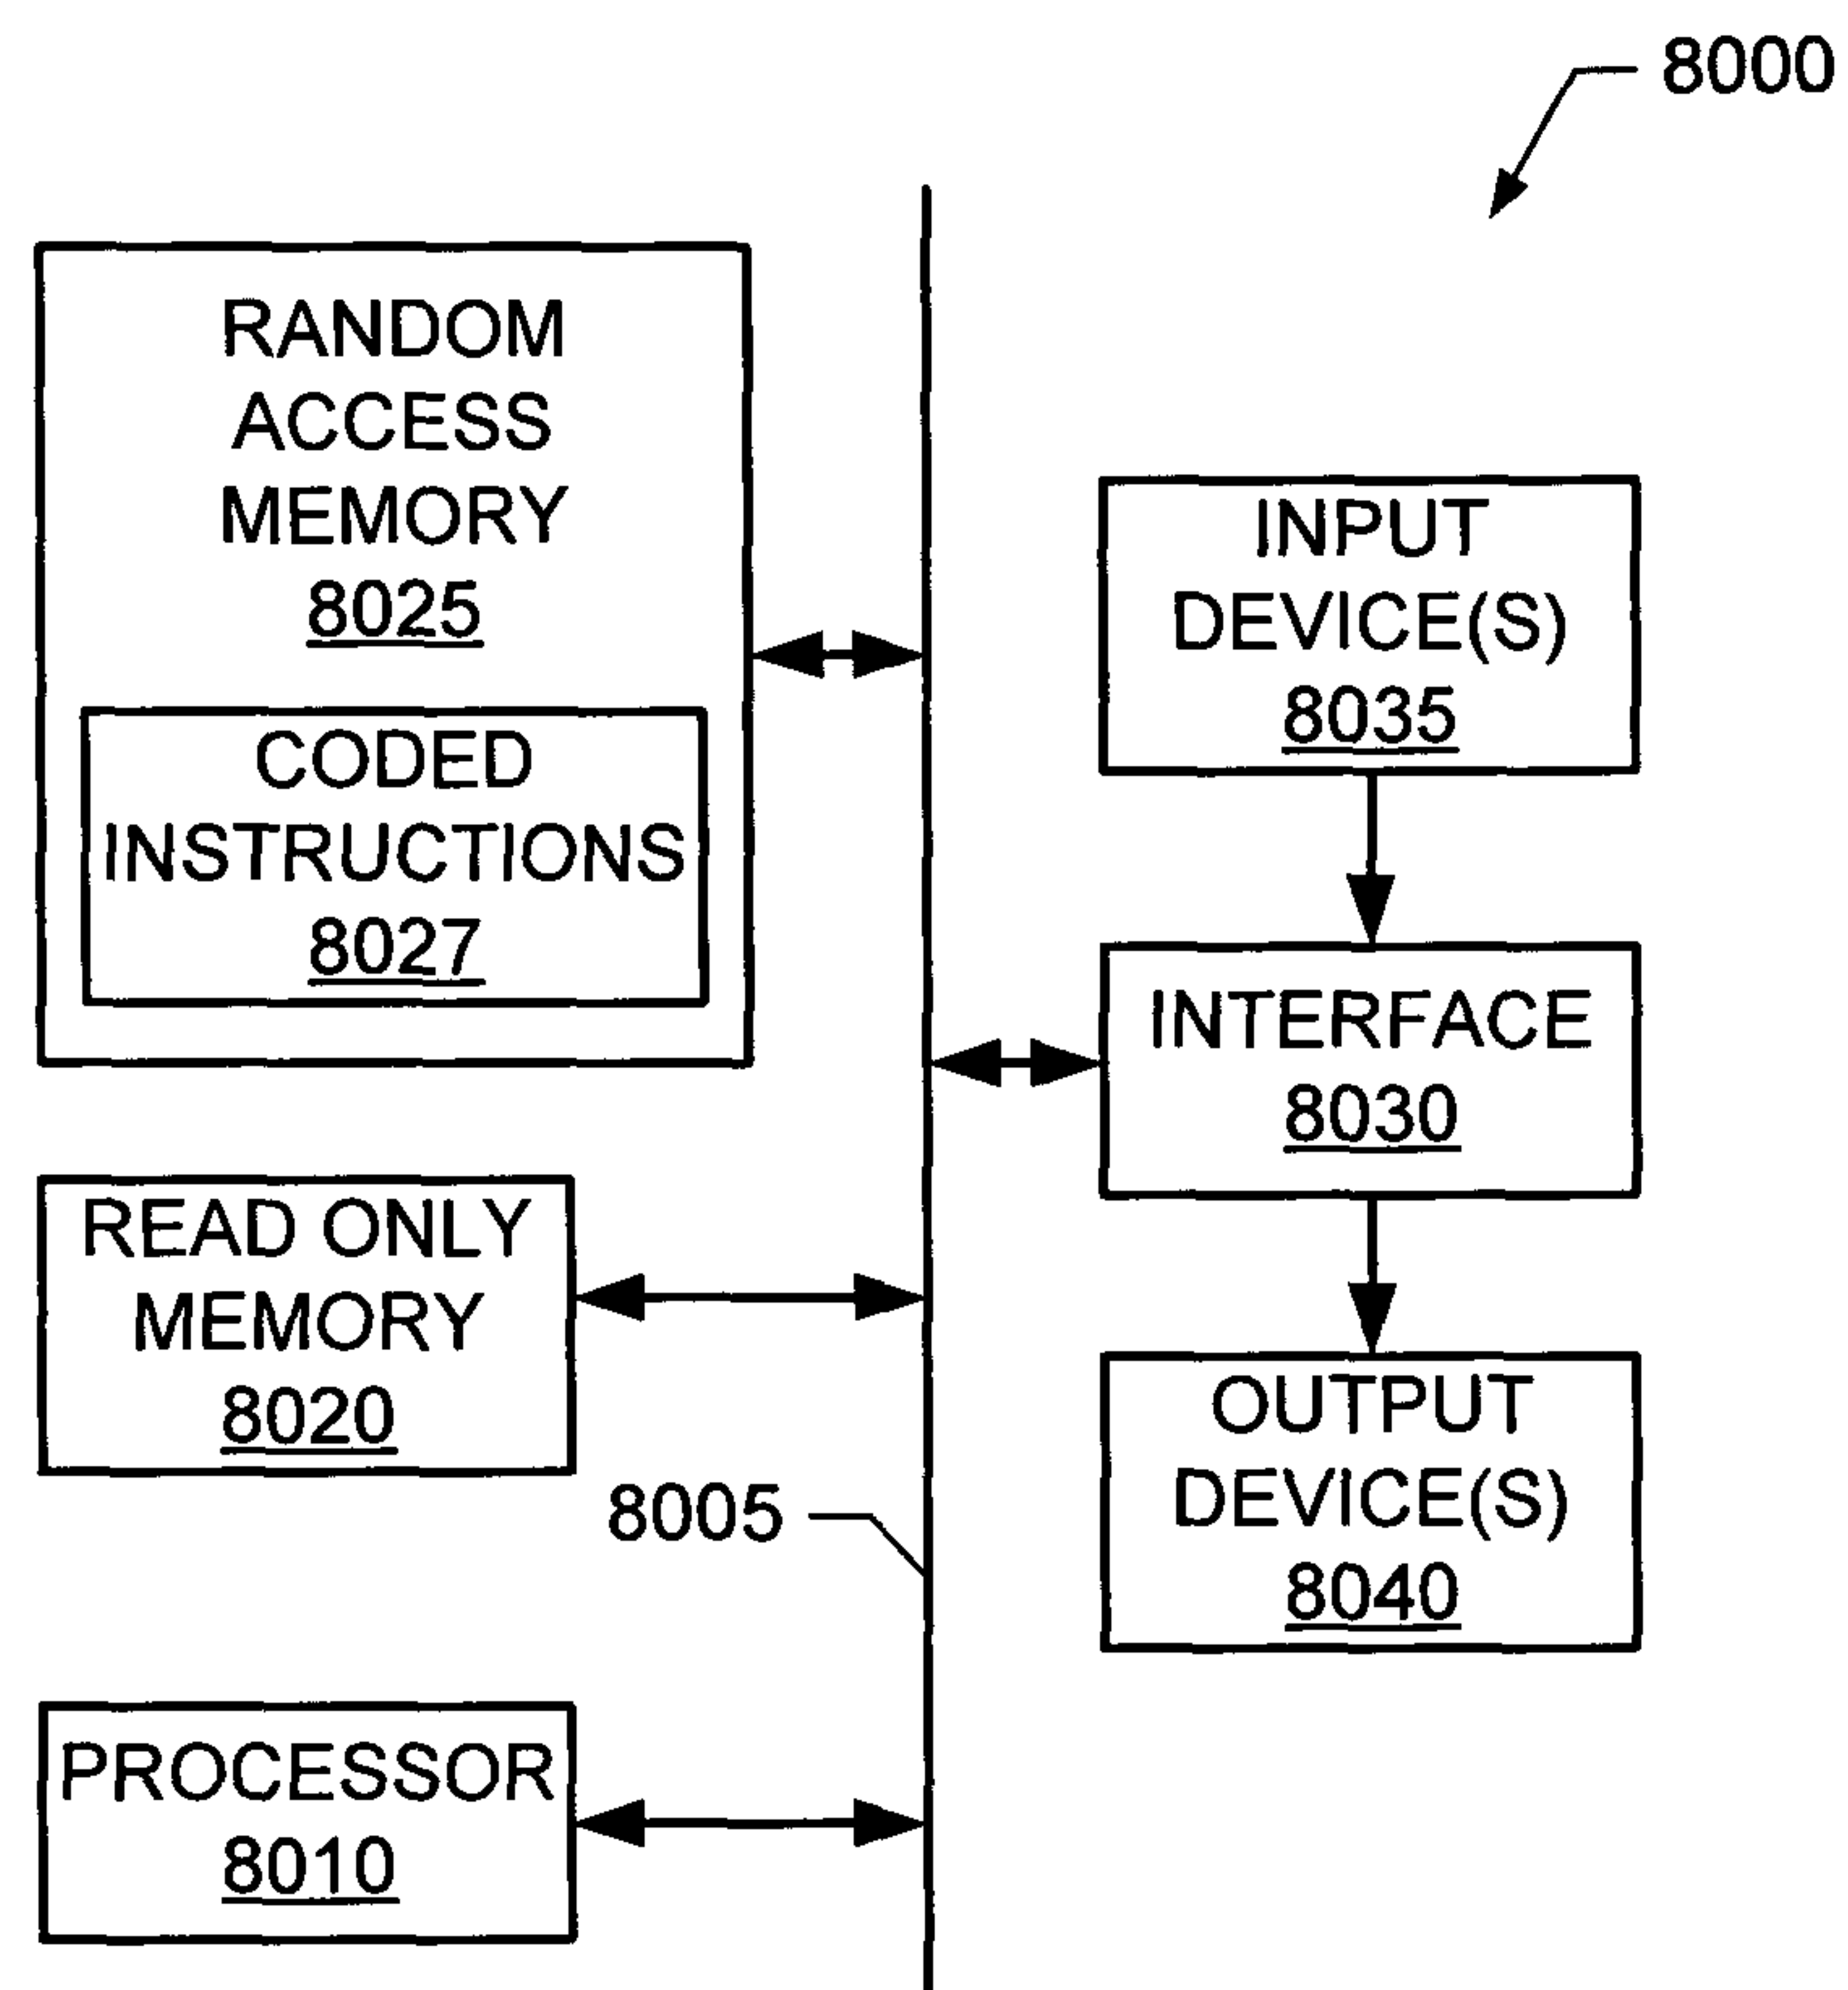 8000
RANDOM
ACCESS
MEMORY
8025
CODED
INSTRUCTIONS
8027
READ ONLY
MEMORY
8020
8005
PROCESSOR
8010
INPUT
DEVICE(S)
8035
INTERFACE
8030
OUTPUT
DEVICE(S)
8040